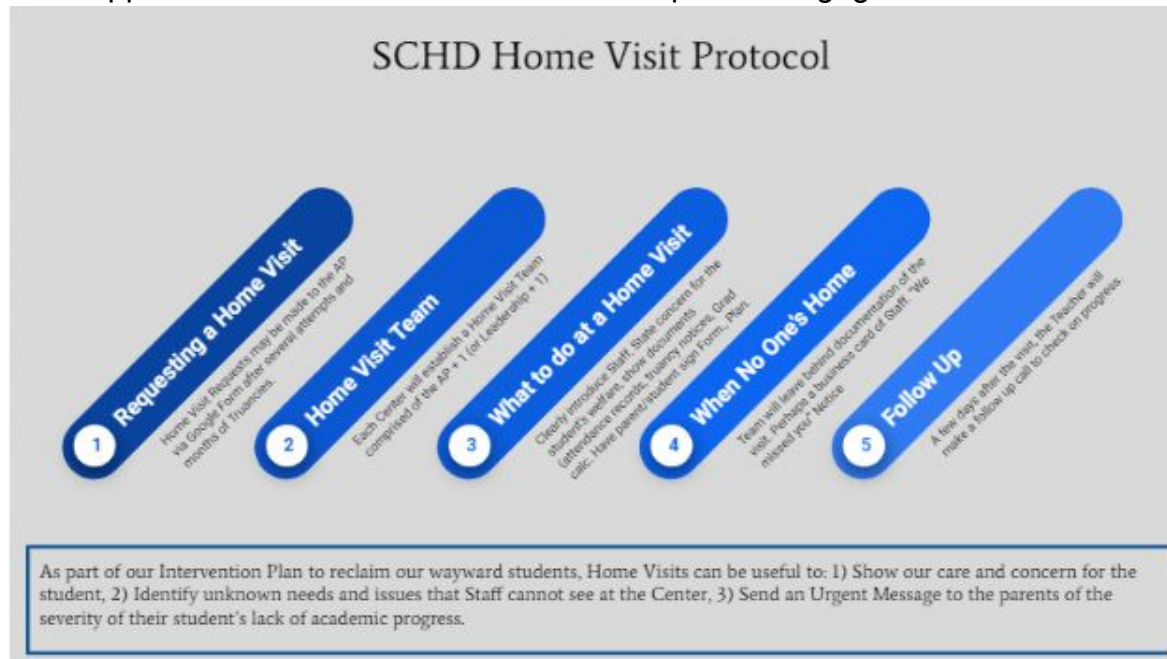 SCHD Home Visit Protocol
1
Requesting a Home Visit
Home Visit Requests may be made to the AP
via Google Form after several attempts and
months of Truancies.
2
Home Visit Team
Each Center will establish a Home Visit Team
comprised of the AP + 1 (or Leadership + 1)
3
What to do at a Home Visit
Clearly introduce Staff, State concern for the
student's welfare, show documents
(attendance records, truancy notices, Grad
calc. Have parent/student sign Form., Plan
4
When No One's Home
Team will leave behind documentation of the
visit. Perhaps a business card of Staff. "We
missed you" Notice
5
Follow Up
A few days after the visit, the Teacher will
make a follow up call to check on progress.
As part of our Intervention Plan to reclaim our wayward students, Home Visits can be useful to: 1) Show our care and concern for the
student, 2) Identify unknown needs and issues that Staff cannot see at the Center, 3) Send an Urgent Message to the parents of the
severity of their student's lack of academic progress.